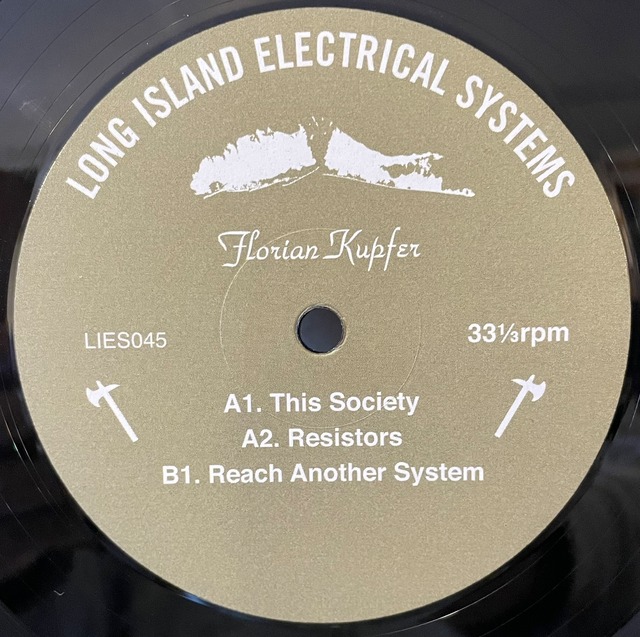 LONG ISLAND ELECTRICAL SYSTEMS
Florian Kupfer
LIES045
33⅓rpm
A1. This Society
A2. Resistors
B1. Reach Another System